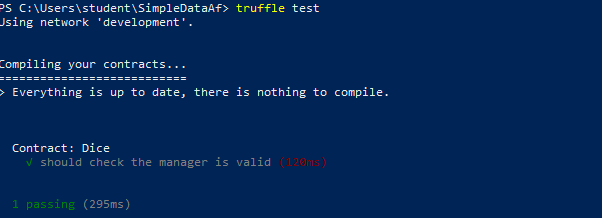 PS C:\Users\student\SimpleDataAf> truffle test
Using network 'development'.
Compiling your contracts...
===========================
> Everything is up to date, there is nothing to compile.
Contract: Dice
√ should check the manager is valid (120ms)
1 passing (295ms)